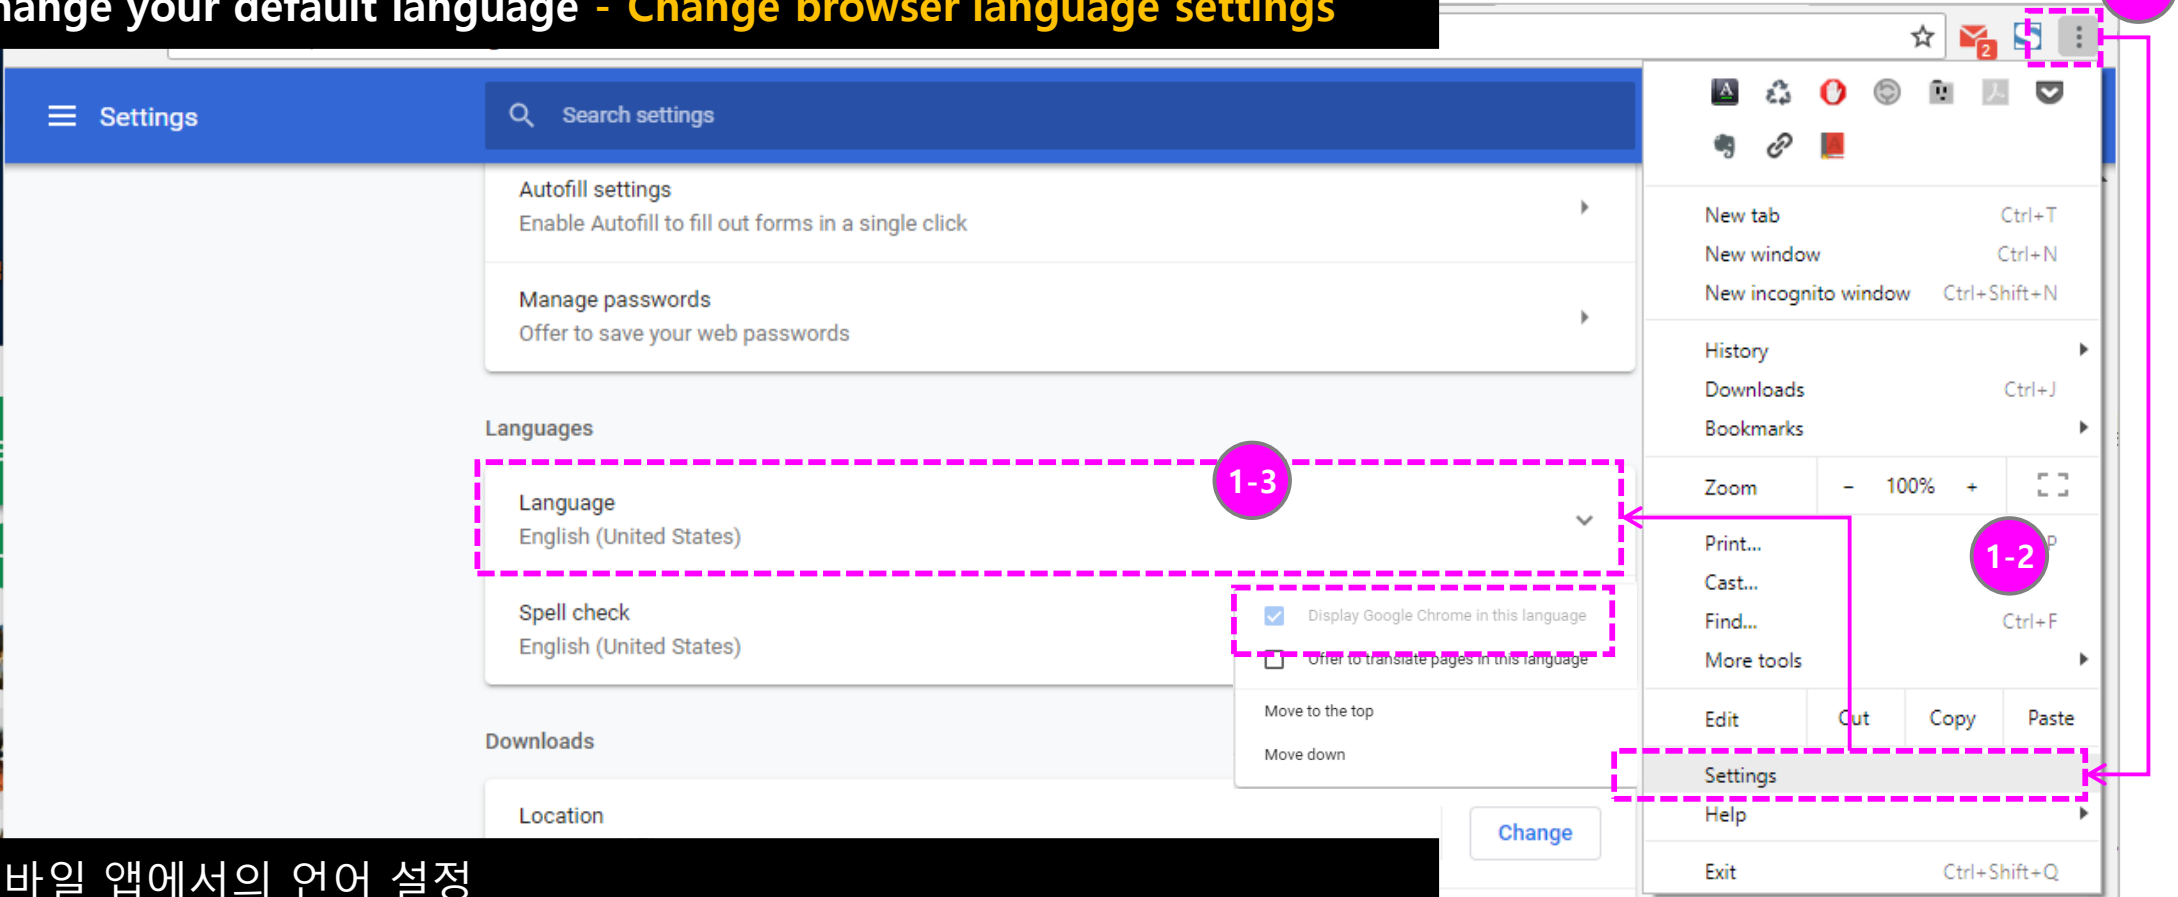 hange your default language - Change browser language settings
2
Settings
Search settings
Autofill settings
Enable Autofill to fill out forms in a single click
Manage passwords
Offer to save your web passwords
Languages
1-3
Language
English (United States)
Spell check
English (United States)
Display Google Chrome in this language
Offer to translate pages in this language
Move to the top
Move down
Downloads
Location
Change
New tab Ctrl+T
New window Ctrl+N
New incognito window Ctrl+Shift+N
History
Downloads Ctrl+J
Bookmarks
Zoom - 100% +
Print... P
1-2
Cast...
Find... Ctrl+F
More tools
Edit Cut Copy Paste
Settings
Help
Exit Ctrl+Shift+Q
바일 앱에서의 언어 설정